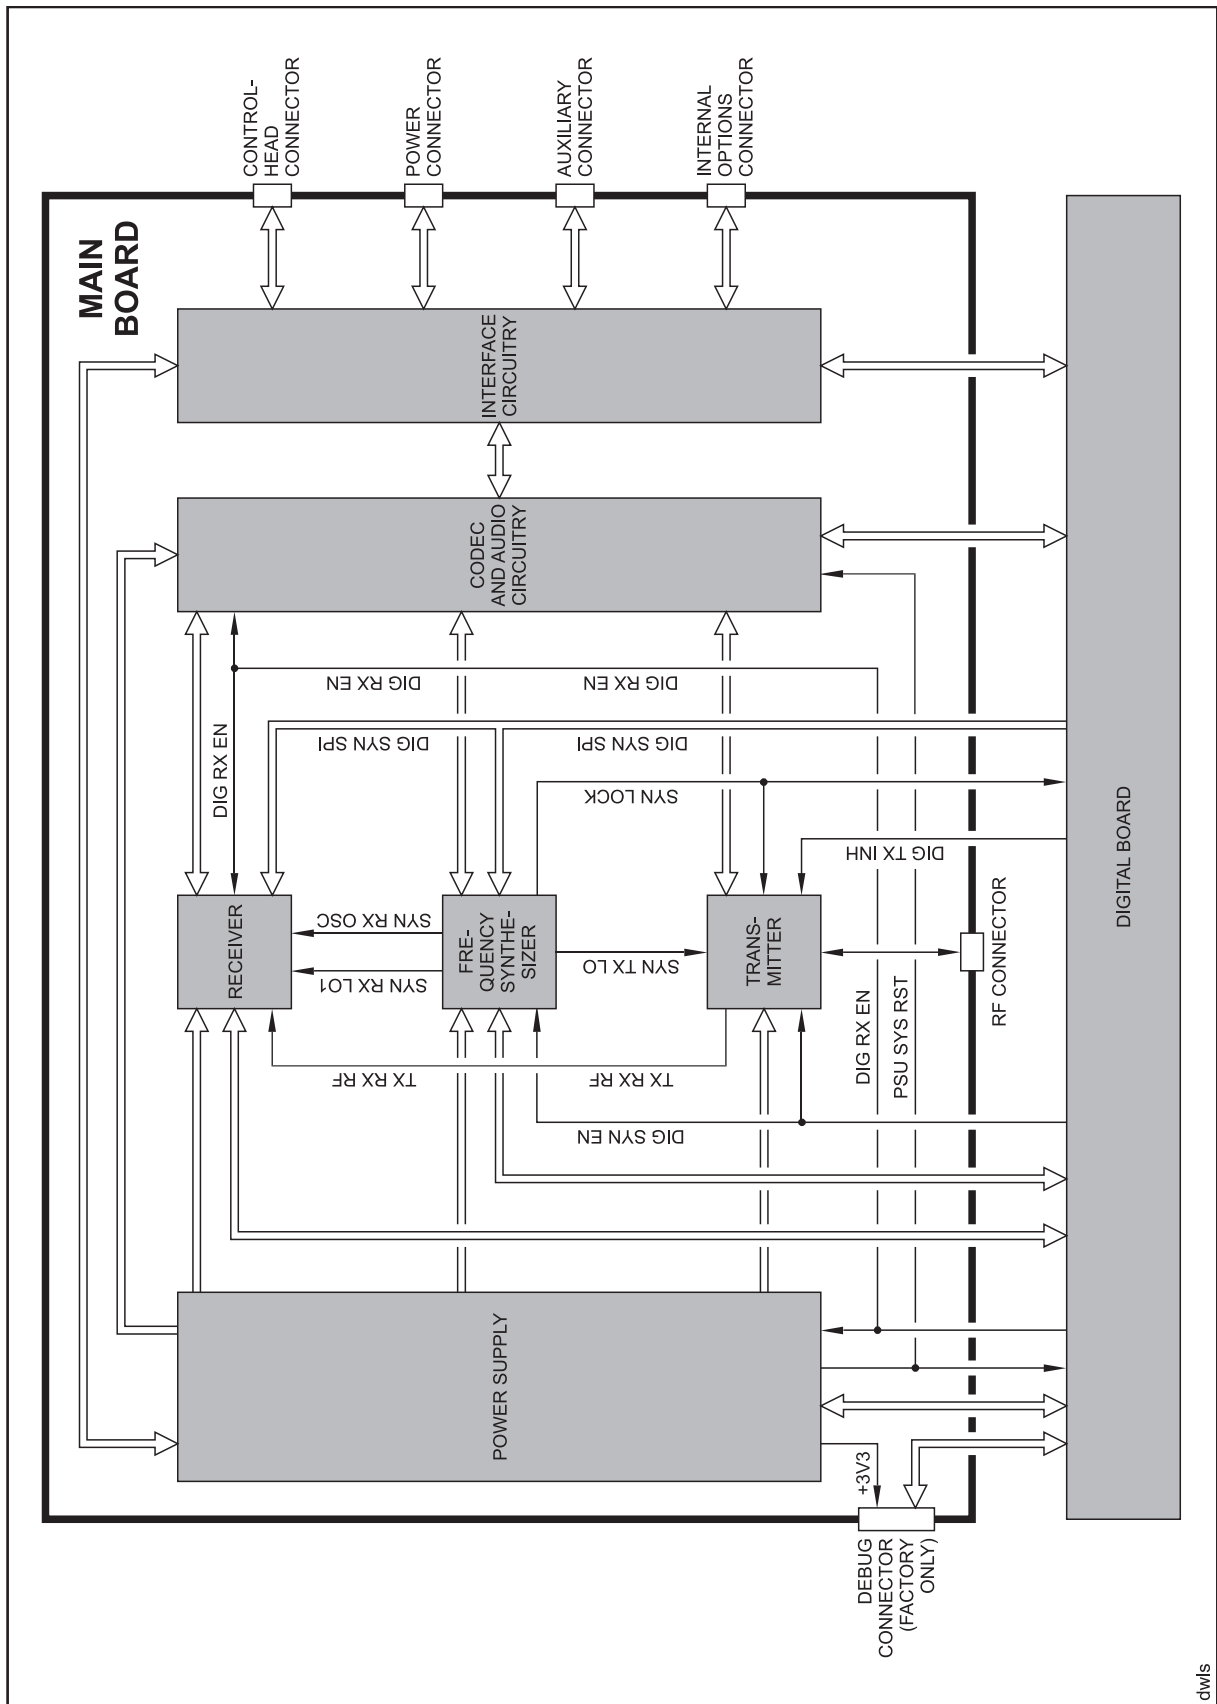 MAIN
BOARD
CONTROL-
HEAD
CONNECTOR
POWER
CONNECTOR
AUXILIARY
CONNECTOR
INTERNAL
OPTIONS
CONNECTOR
INTERFACE
CIRCUITRY
CODEC
AND AUDIO
CIRCUITRY
DIG RX EN
DIG RX EN
DIG RX EN
DIG SYN SPI
DIG SYN SPI
SYN LOCK
DIG TX INH
RECEIVER
SYN RX OSC
SYN RX LO1
FRE-
QUENCY
SYNTHE-
SIZER
SYN TX LO
TRANS-
MITTER
RF CONNECTOR
TX RX RF
TX RX RF
DIG RX EN
PSU SYS RST
DIG SYN EN
DIGITAL BOARD
POWER SUPPLY
+3V3
DEBUG
CONNECTOR
(FACTORY
ONLY)
dwls